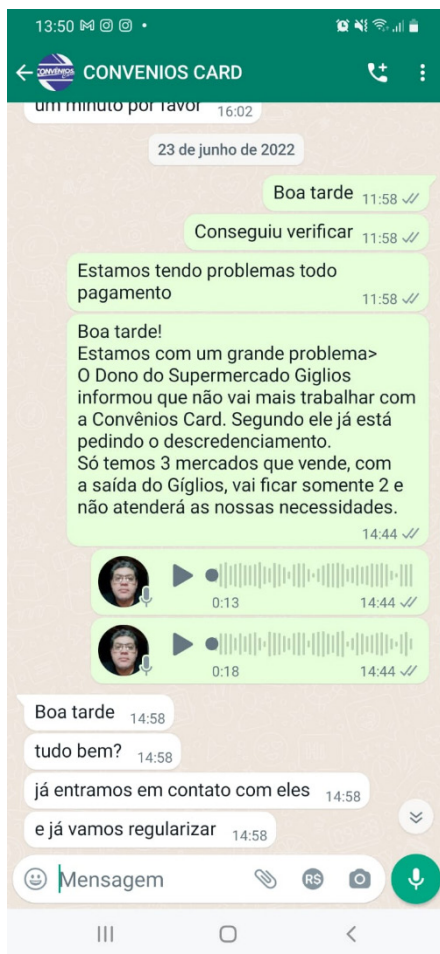 13:50
CONVÊNIOS
CONVENIOS CARD
um minuto por favor 16:02
23 de junho de 2022
Boa tarde 11:58
Conseguiu verificar 11:58
Estamos tendo problemas todo
pagamento 11:58
Boa tarde!
Estamos com um grande problema>
O Dono do Supermercado Giglios
informou que não vai mais trabalhar com
a Convênios Card. Segundo ele já está
pedindo o descredenciamento.
Só temos 3 mercados que vende, com
a saída do Gíglios, vai ficar somente 2 e
não atenderá as nossas necessidades.
14:44
0:13 14:44
0:18 14:44
Boa tarde 14:58
tudo bem? 14:58
já entramos em contato com eles 14:58
e já vamos regularizar 14:58
Mensagem
R$